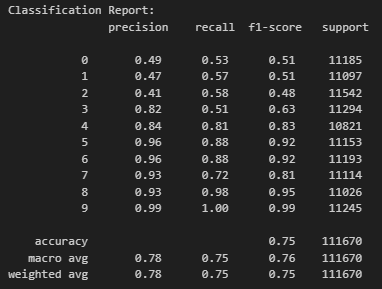 Classification Report:
precision recall f1-score support
0 0.49 0.53 0.51 11185
1 0.47 0.57 0.51 11097
2 0.41 0.58 0.48 11542
3 0.82 0.51 0.63 11294
4 0.84 0.81 0.83 10821
5 0.96 0.88 0.92 11153
6 0.96 0.88 0.92 11193
7 0.93 0.72 0.81 11114
8 0.93 0.98 0.95 11026
9 0.99 1.00 0.99 11245
accuracy 0.75 111670
macro avg 0.78 0.75 0.76 111670
weighted avg 0.78 0.75 0.75 111670